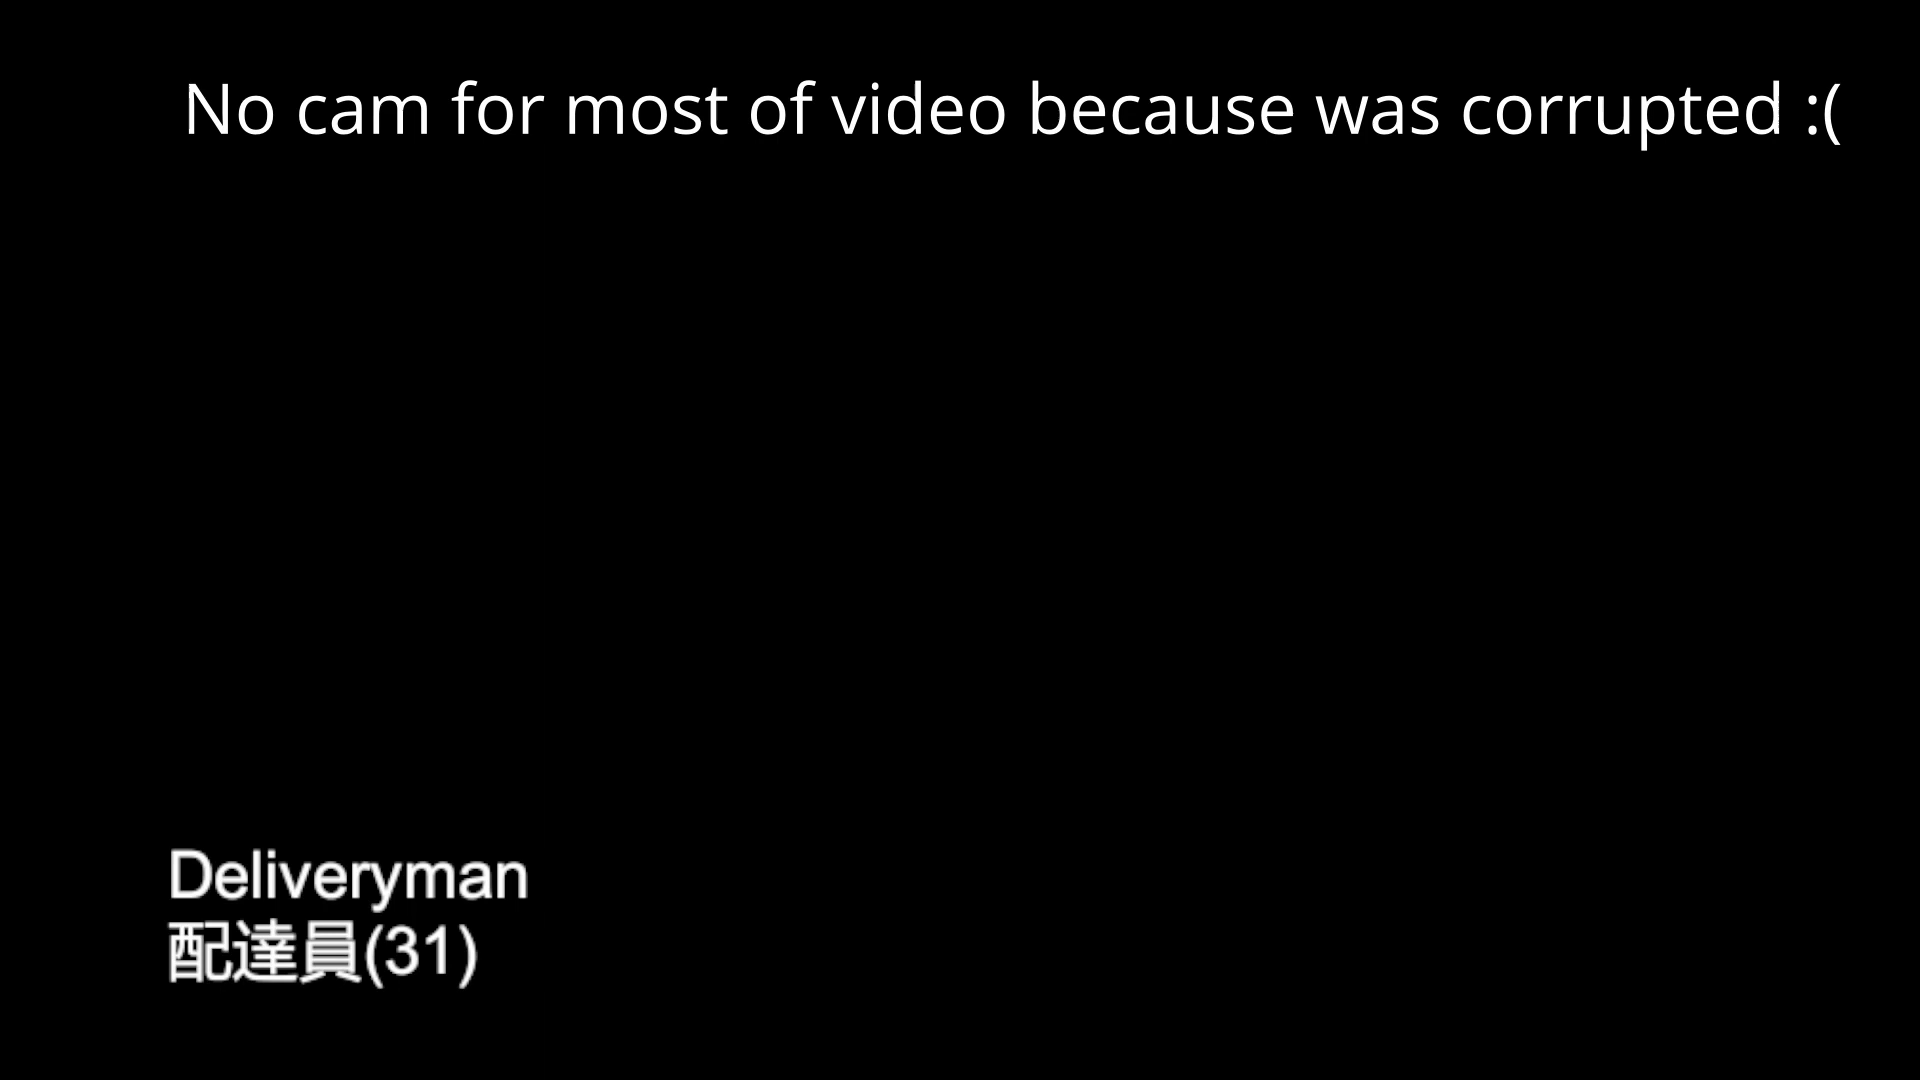 No cam for most of video because was corrupted :(
Deliveryman
配達員(31)